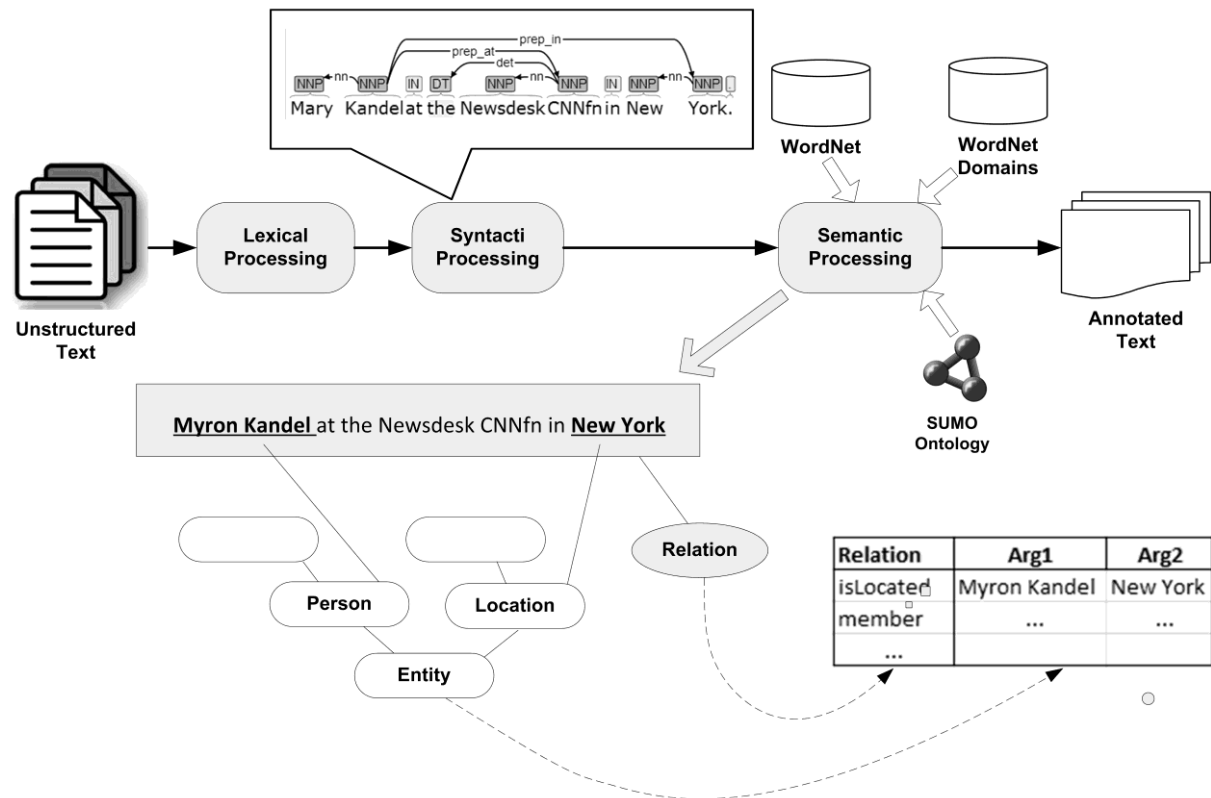 prep_in
prep_at
det
NNP nn NNP IN DT NNP nn NNP IN NNP nn NNP .
Mary Kandel at the Newsdesk CNNfn in New York.
WordNet
WordNet
Domains
Lexical
Processing
Syntacti
Processing
Semantic
Processing
Unstructured
Text
Annotated
Text
SUMO
Ontology
Myron Kandel at the Newsdesk CNNfn in New York
Relation
Person
Location
Entity
Relation Arg1 Arg2
isLocated Myron Kandel New York
member ... ...
...